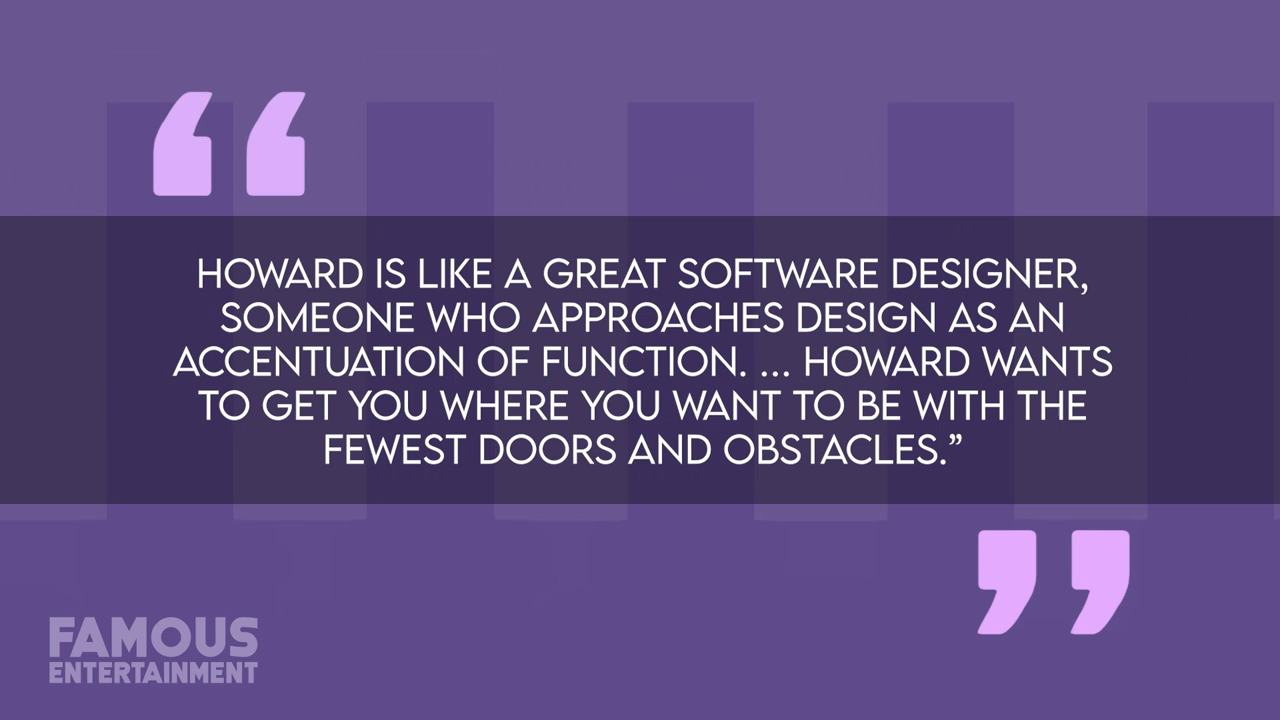 HOWARD IS LIKE A GREAT SOFTWARE DESIGNER,
SOMEONE WHO APPROACHES DESIGN AS AN
ACCENTUATION OF FUNCTION. ... HOWARD WANTS
TO GET YOU WHERE YOU WANT TO BE WITH THE
FEWEST DOORS AND OBSTACLES.”
FAMOUS
ENTERTAINMENT